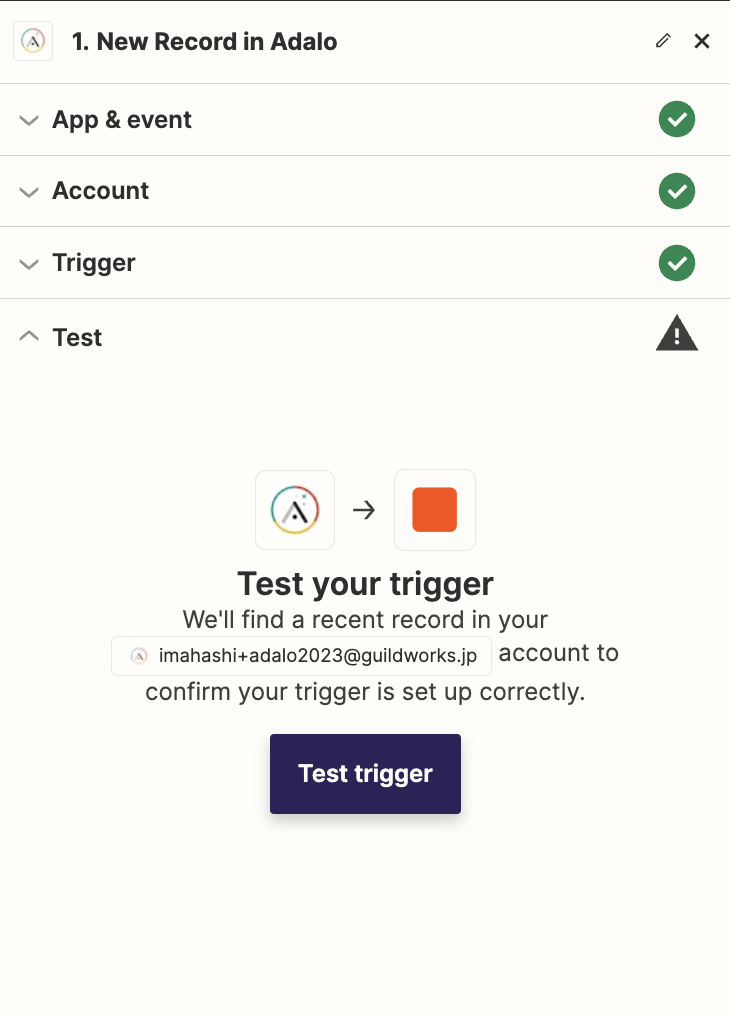 1. New Record in Adalo
App & event
Account
Trigger
Test
Test your trigger
We'll find a recent record in your
imahashi+adalo2023@guildworks.jp account to
confirm your trigger is set up correctly.
Test trigger